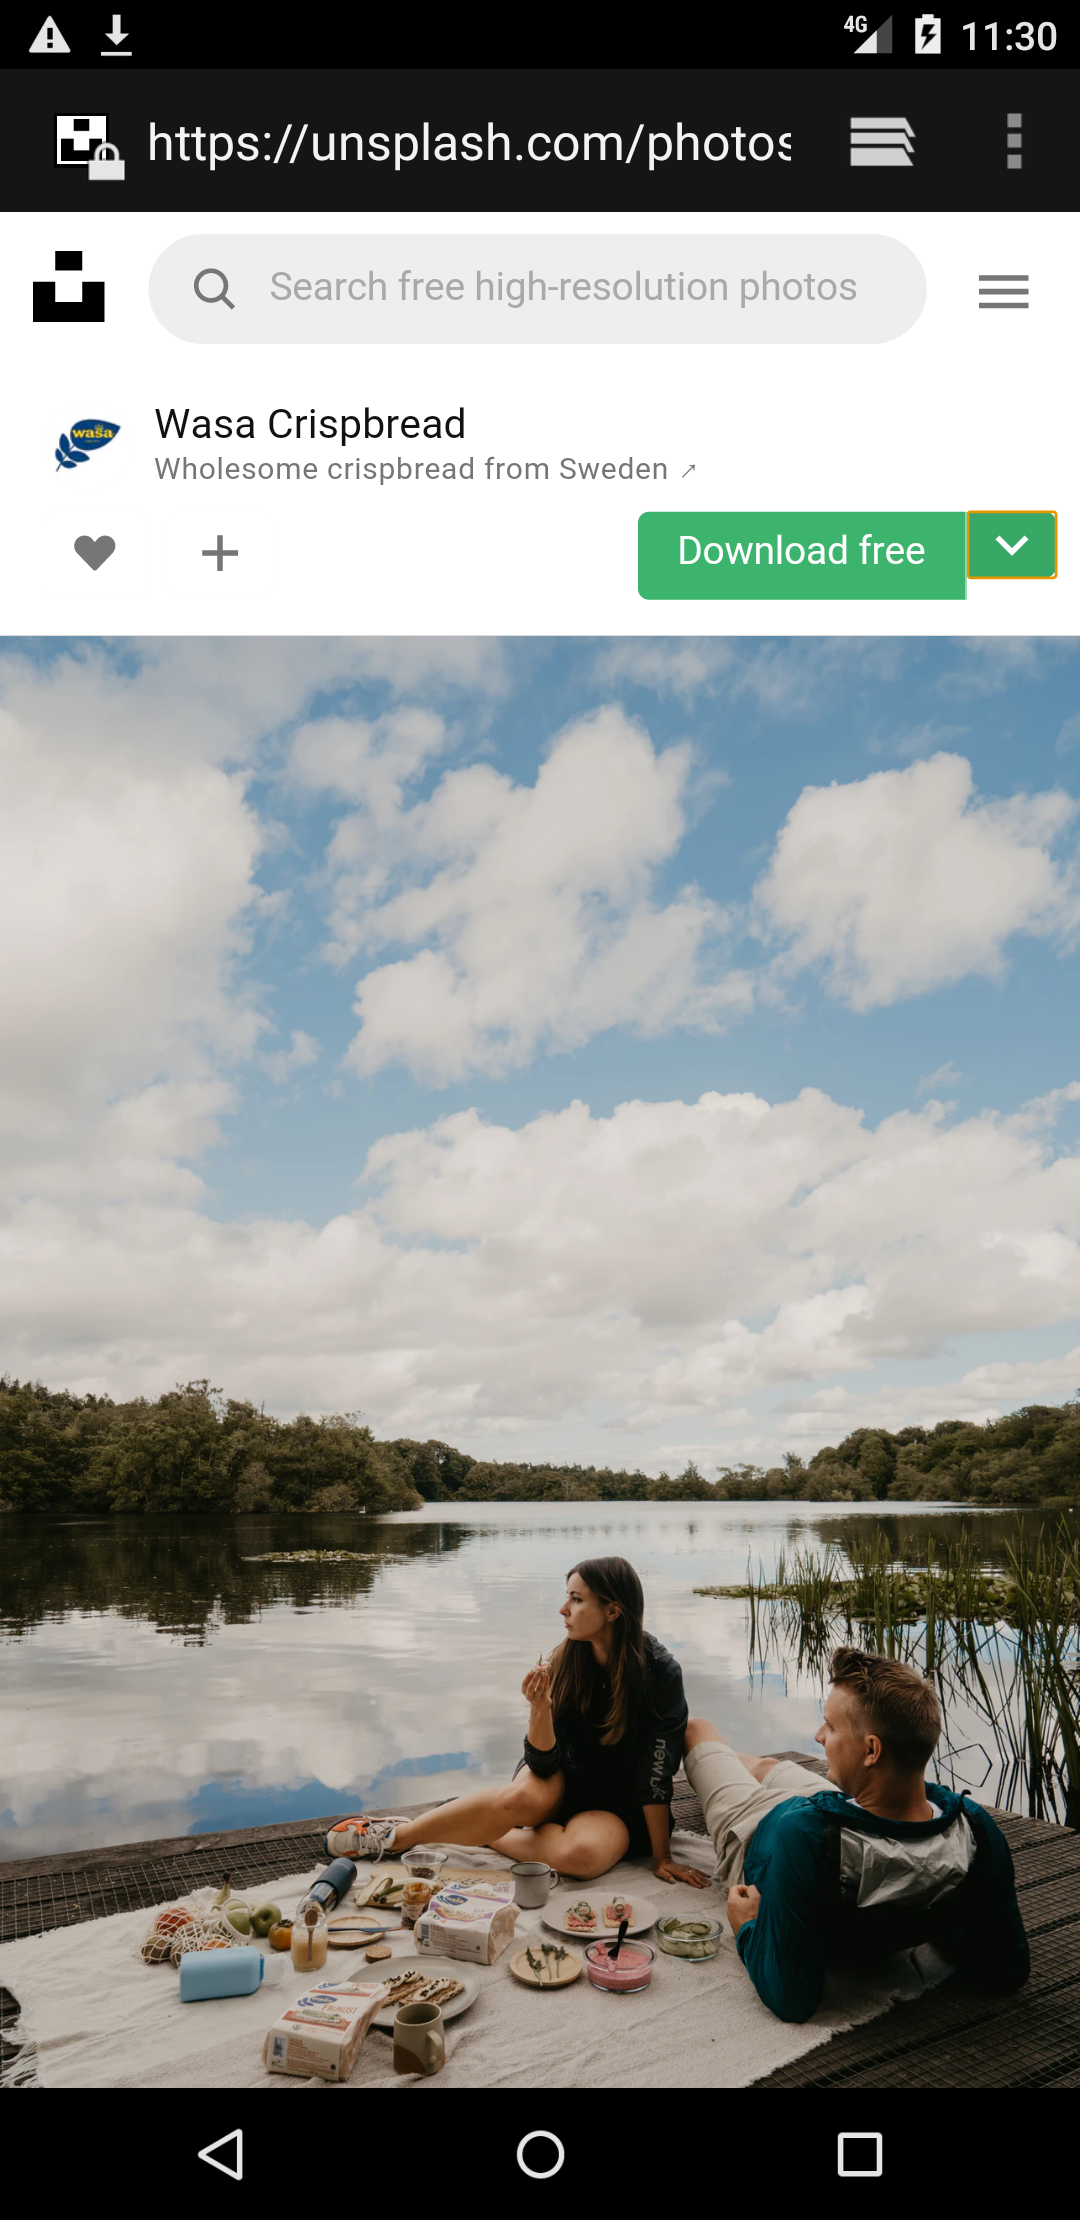 4G 11:30
https://unsplash.com/photos
Search free high-resolution photos
wasa
Wasa Crispbread
Wholesome crispbread from Sweden ↗
Download free
FROKOST